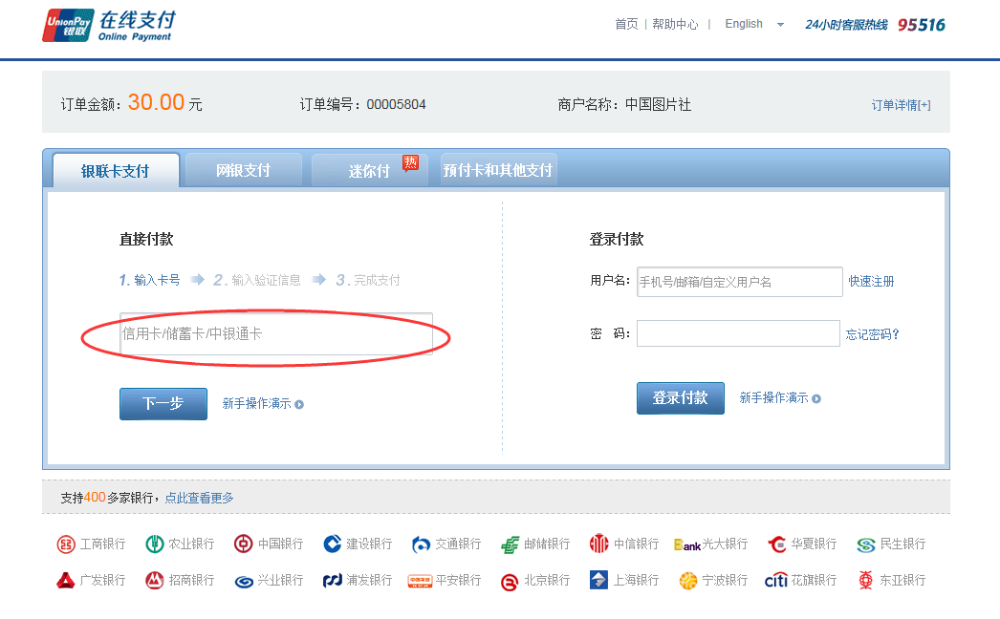 UnionPay 银联 在线支付 Online Payment
首页 | 帮助中心 | English 24小时客服热线 95516
订单金额：30.00 元 订单编号：00005804 商户名称：中国图片社 订单详情[+]
银联卡支付 网银支付 迷你付 热 预付卡和其他支付
直接付款
1. 输入卡号 2. 输入验证信息 3. 完成支付
信用卡/储蓄卡/中银通卡
下一步 新手操作演示
登录付款
用户名： 手机号/邮箱/自定义用户名 快速注册
密 码： 忘记密码?
登录付款 新手操作演示
支持400多家银行，点此查看更多
工商银行 农业银行 中国银行 建设银行 交通银行 邮储银行 中信银行 Bank 光大银行 华夏银行 民生银行
广发银行 招商银行 兴业银行 浦发银行 平安银行 北京银行 上海银行 宁波银行 citi 花旗银行 东亚银行